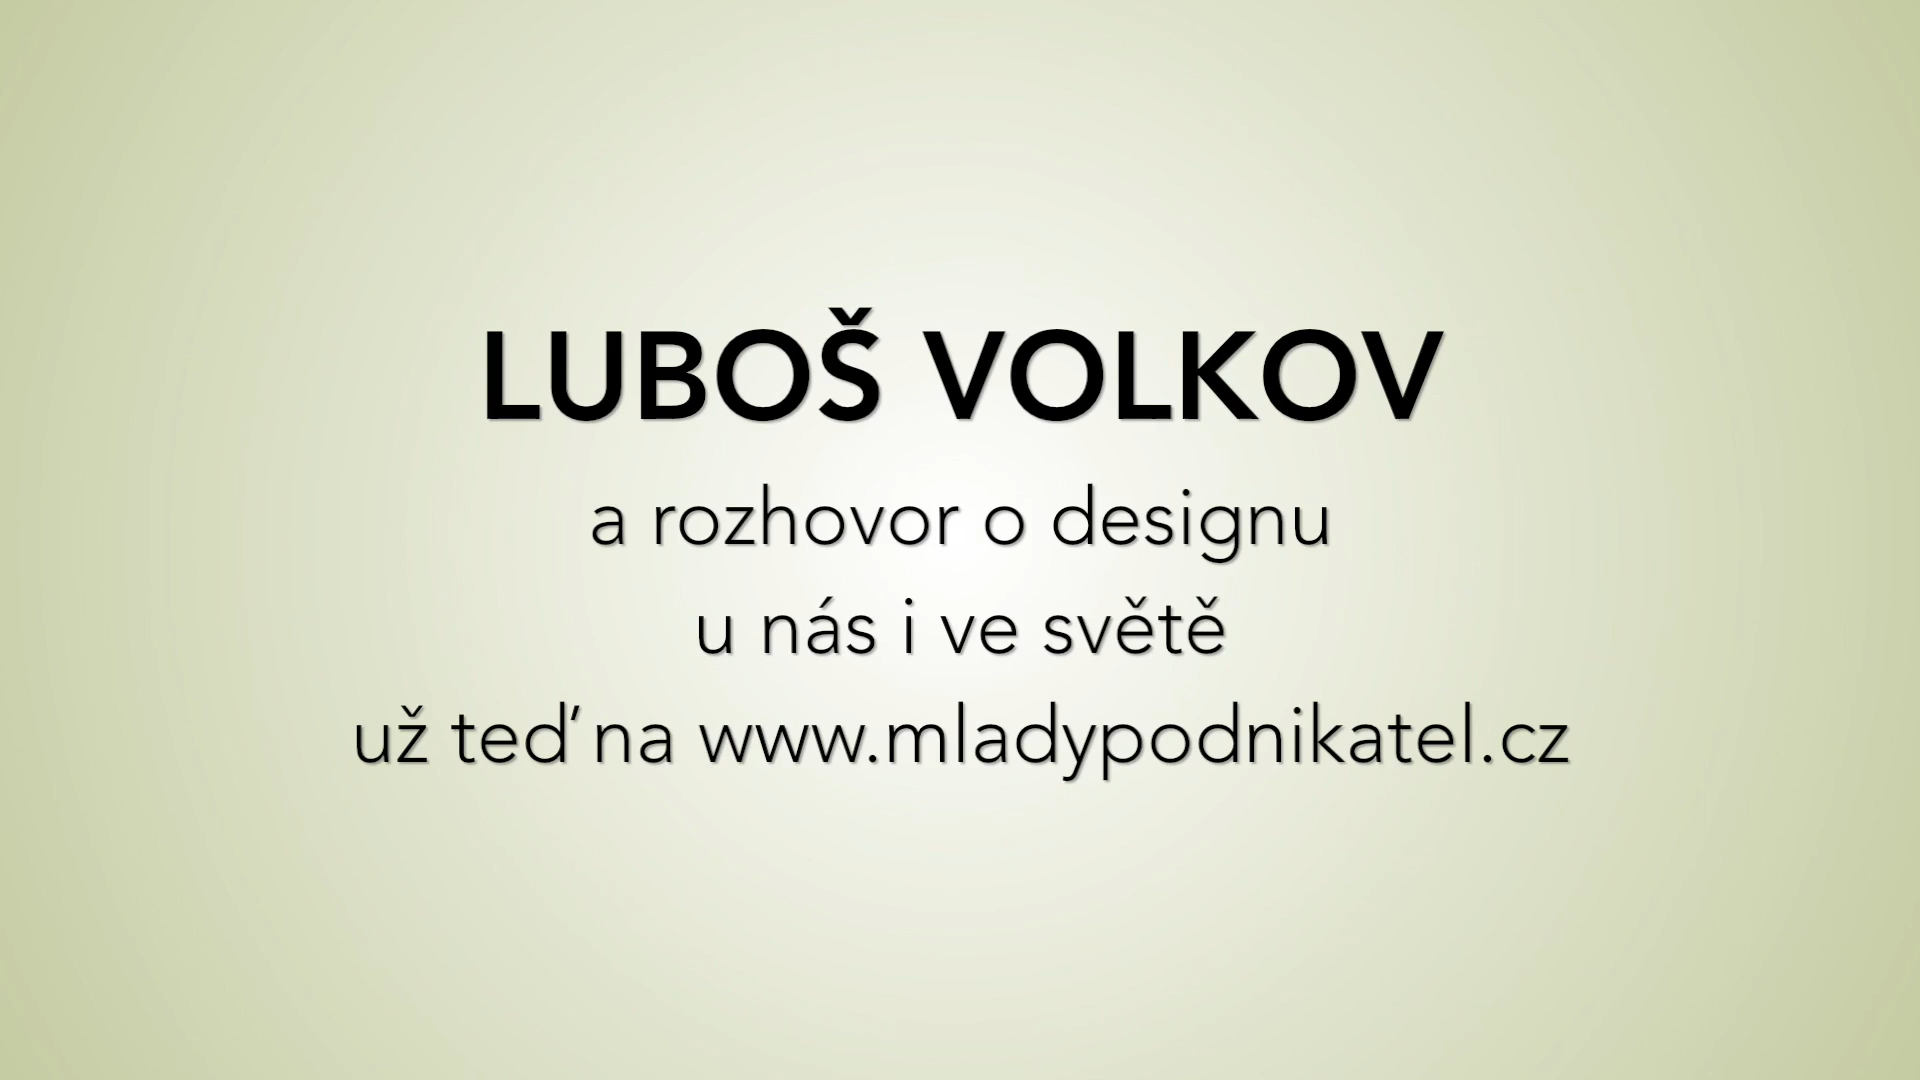 LUBOŠ VOLKOV
a rozhovor o designu
u nás i ve světě
už teď na www.mladypodnikatel.cz